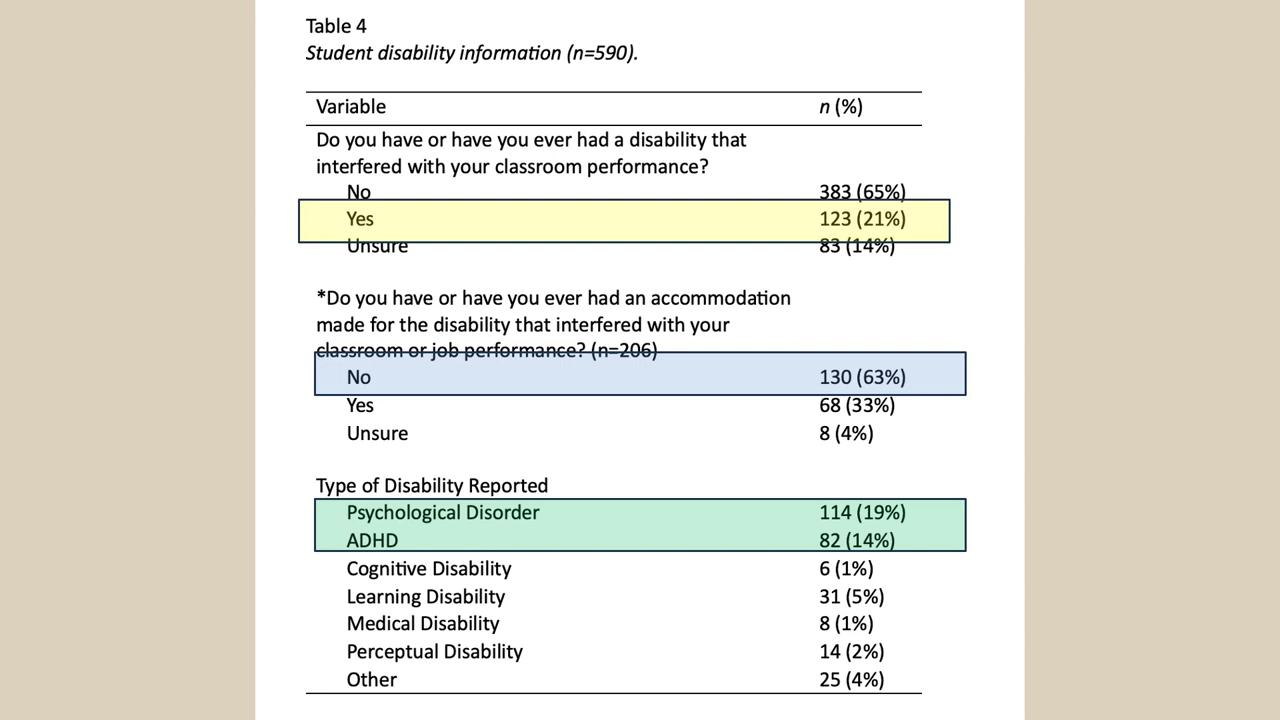 Table 4
Student disability information (n=590).
Variable n (%)
Do you have or have you ever had a disability that
interfered with your classroom performance?
No 383 (65%)
Yes 123 (21%)
Unsure 83 (14%)
*Do you have or have you ever had an accommodation
made for the disability that interfered with your
classroom or job performance? (n=206)
No 130 (63%)
Yes 68 (33%)
Unsure 8 (4%)
Type of Disability Reported
Psychological Disorder 114 (19%)
ADHD 82 (14%)
Cognitive Disability 6 (1%)
Learning Disability 31 (5%)
Medical Disability 8 (1%)
Perceptual Disability 14 (2%)
Other 25 (4%)